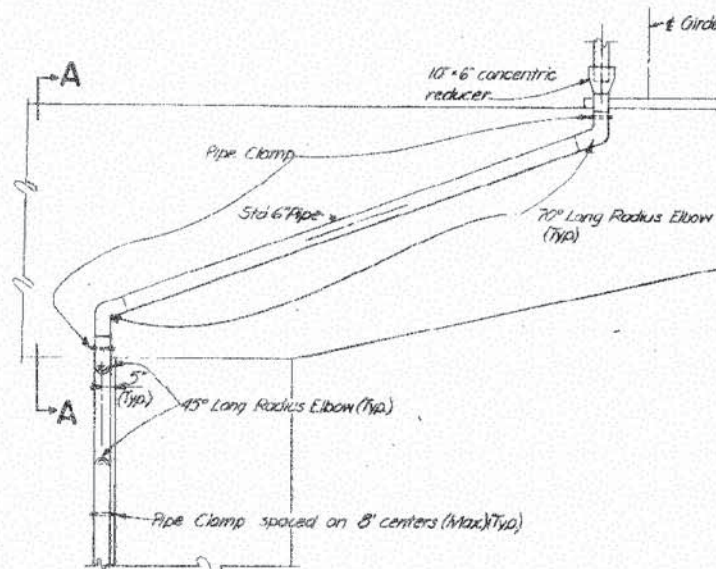 ℄ Girde
A
10" × 6" concentric
reducer
Pipe Clamp
Std 6" Pipe
70° Long Radius Elbow
(Typ.)
5"
(Typ.)
A
45° Long Radius Elbow (Typ.)
Pipe Clamp spaced on 8' centers (Max)(Typ.)